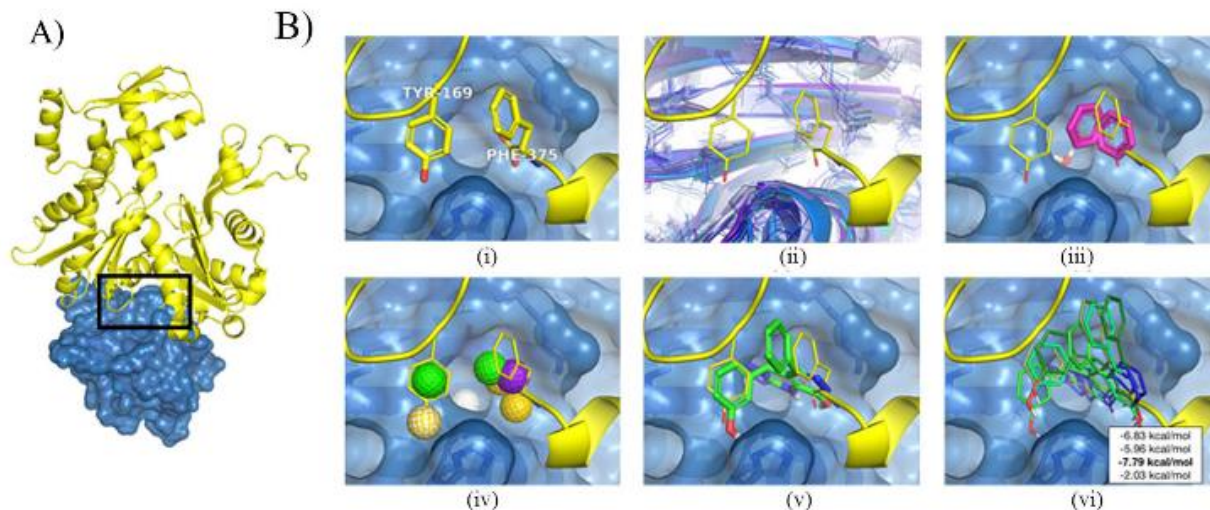 A)
B)
TYR-169
PHE-375
(i)
(ii)
(iii)
(iv)
(v)
(vi)
-6.83 kcal/mol
-5.96 kcal/mol
-7.79 kcal/mol
-2.03 kcal/mol